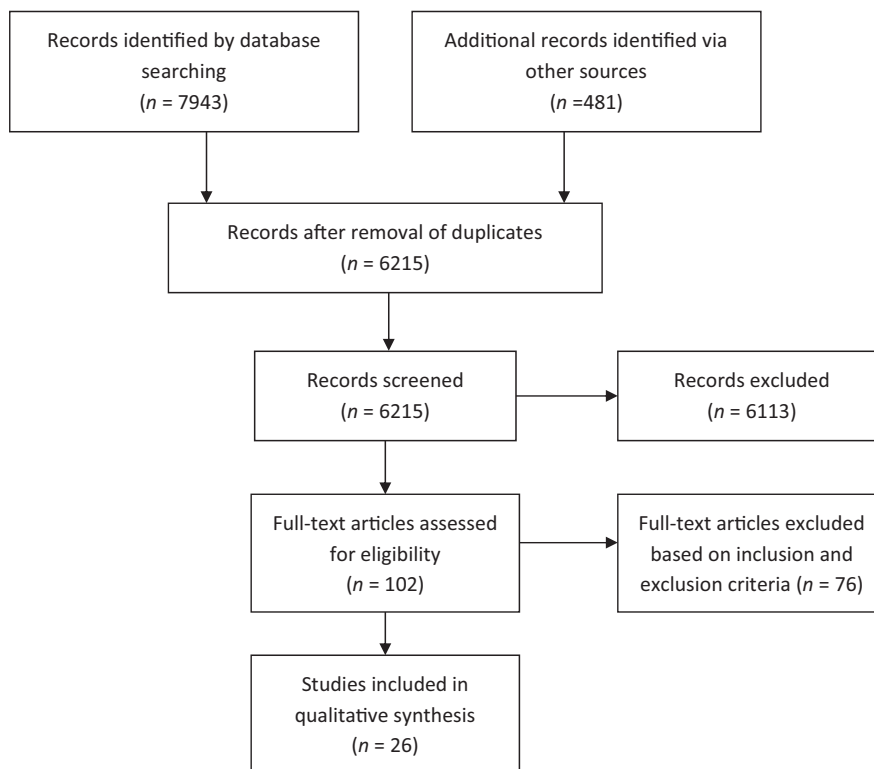 Records identified by database
searching
(n = 7943)
Additional records identified via
other sources
(n =481)
Records after removal of duplicates
(n = 6215)
Records screened
(n = 6215)
Records excluded
(n = 6113)
Full-text articles assessed
for eligibility
(n = 102)
Full-text articles excluded
based on inclusion and
exclusion criteria (n = 76)
Studies included in
qualitative synthesis
(n = 26)